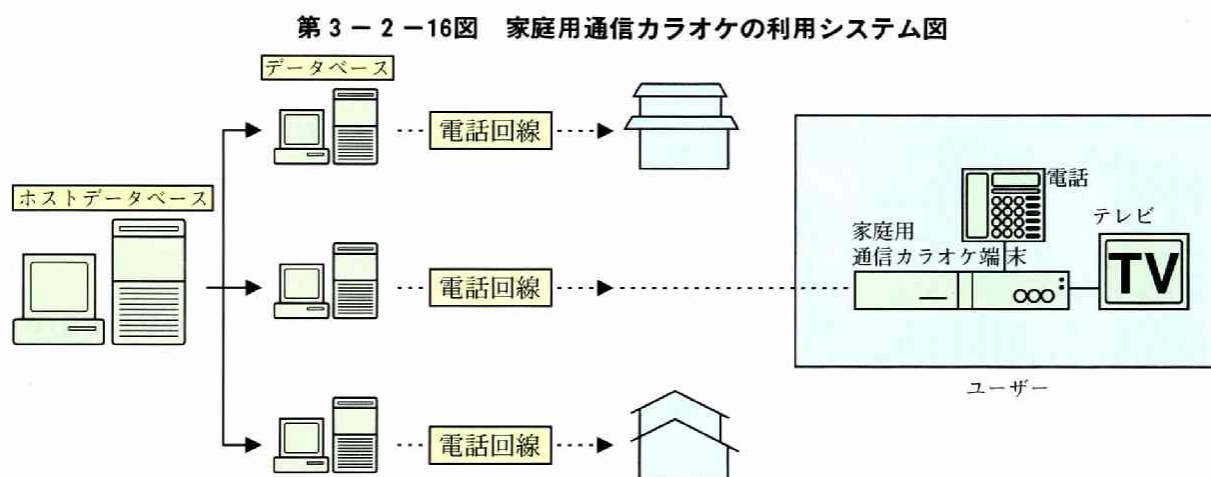 第3－2－16図　家庭用通信カラオケの利用システム図
データベース
電話回線
ホストデータベース
電話
テレビ
家庭用
通信カラオケ端末
TV
電話回線
ユーザー
電話回線